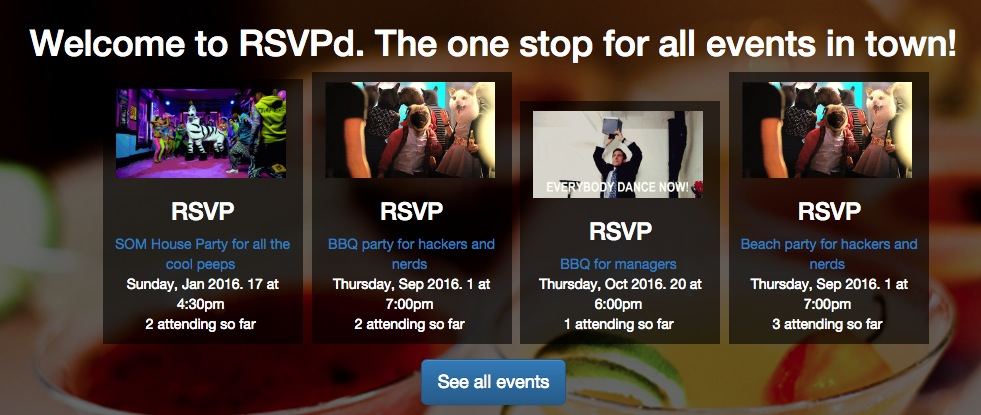 Welcome to RSVPd. The one stop for all events in town!
RSVP
SOM House Party for all the
cool peeps
Sunday, Jan 2016. 17 at
4:30pm
2 attending so far
RSVP
BBQ party for hackers and
nerds
Thursday, Sep 2016. 1 at
7:00pm
2 attending so far
EVERYBODY DANCE NOW!
RSVP
BBQ for managers
Thursday, Oct 2016. 20 at
6:00pm
1 attending so far
RSVP
Beach party for hackers and
nerds
Thursday, Sep 2016. 1 at
7:00pm
3 attending so far
See all events